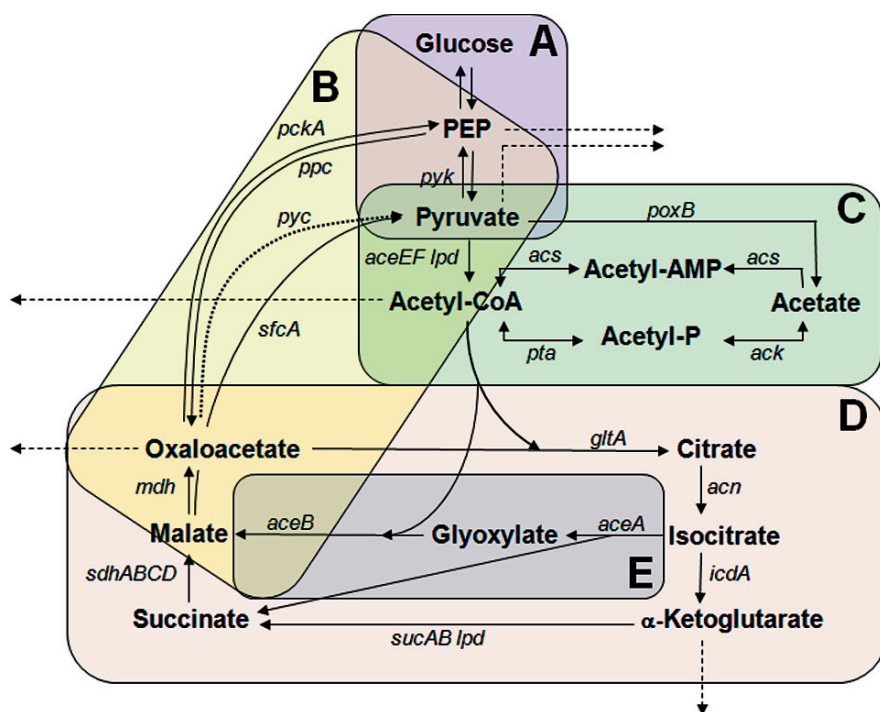 Glucose
A
B
pckA
PEP
ppc
pyk
pyc
Pyruvate
poxB
C
aceEF lpd
acs
Acetyl-AMP
acs
Acetyl-CoA
Acetate
sfcA
pta
Acetyl-P
ack
D
Oxaloacetate
gltA
Citrate
mdh
acn
Malate
aceB
Glyoxylate
aceA
Isocitrate
sdhABCD
E
icdA
Succinate
α-Ketoglutarate
sucAB lpd